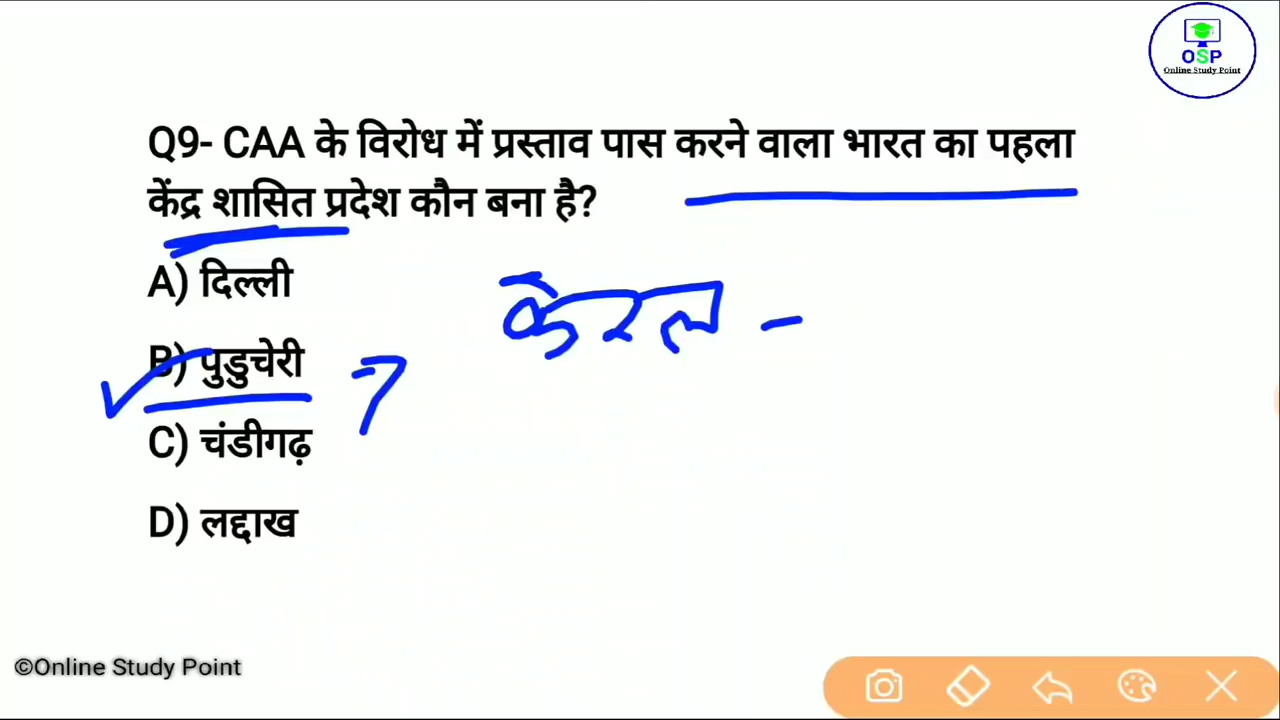 OSP
Online Study Point
Q9- CAA के विरोध में प्रस्ताव पास करने वाला भारत का पहला
केंद्र शासित प्रदेश कौन बना है?
A) दिल्ली
केरल -
B) पुडुचेरी 7
C) चंडीगढ़
D) लद्दाख
©Online Study Point